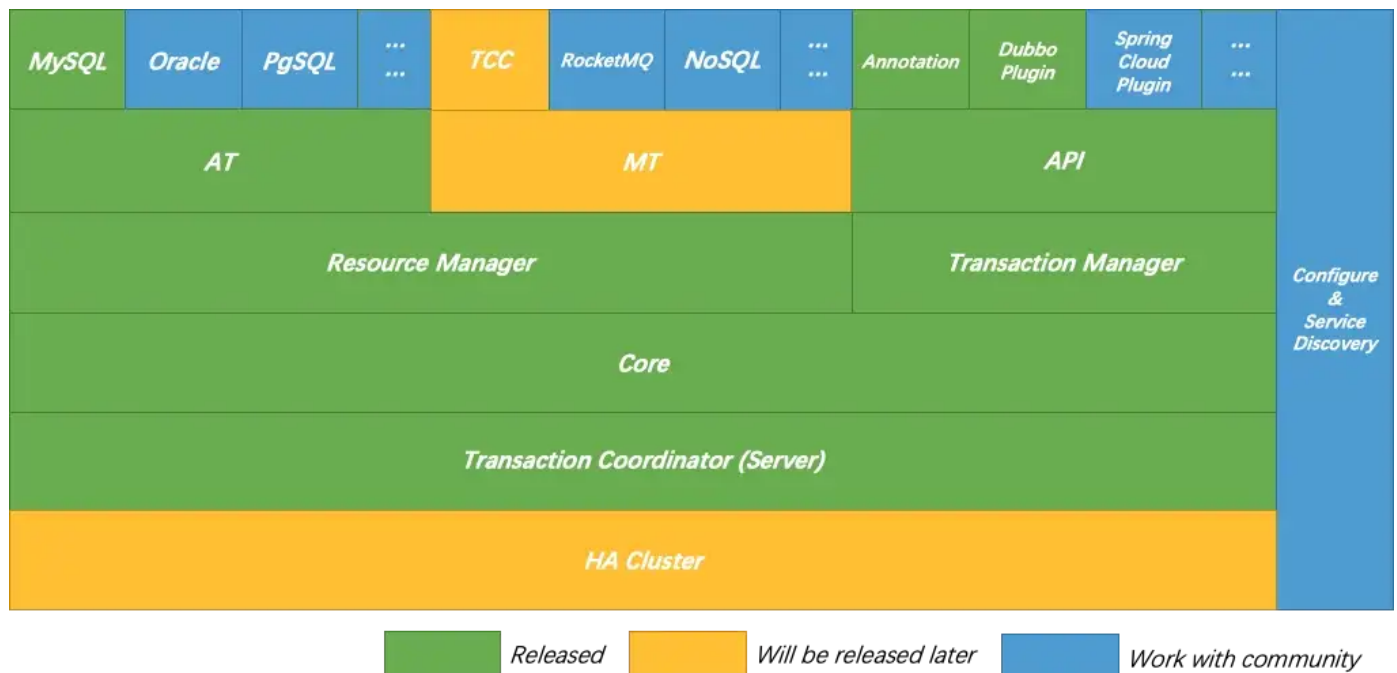 MySQL
Oracle
PgSQL
...
...
TCC
RocketMQ
NoSQL
...
...
Annotation
Dubbo
Plugin
Spring
Cloud
Plugin
...
...
AT
MT
API
Resource Manager
Transaction Manager
Configure
&
Service
Discovery
Core
Transaction Coordinator (Server)
HA Cluster
Released
Will be released later
Work with community